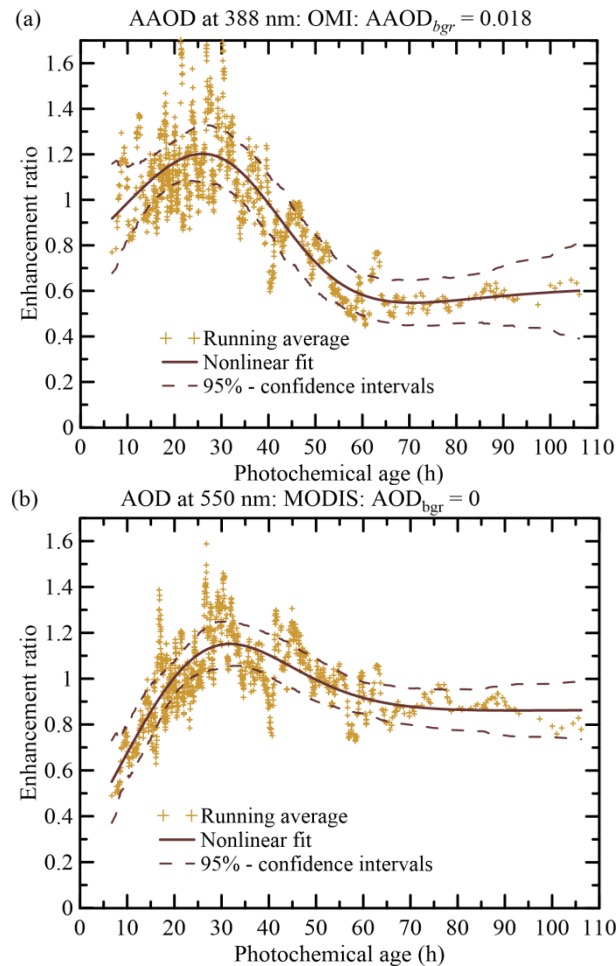 (a) AAOD at 388 nm: OMI: AAOD_bgr = 0.018
1.6
1.4
1.2
1
0.8
0.6
0.4
0.2
0
Enhancement ratio
Running average
Nonlinear fit
95% - confidence intervals
0 10 20 30 40 50 60 70 80 90 100 110
Photochemical age (h)
(b) AOD at 550 nm: MODIS: AOD_bgr = 0
1.6
1.4
1.2
1
0.8
0.6
0.4
0.2
0
Enhancement ratio
Running average
Nonlinear fit
95% - confidence intervals
0 10 20 30 40 50 60 70 80 90 100 110
Photochemical age (h)